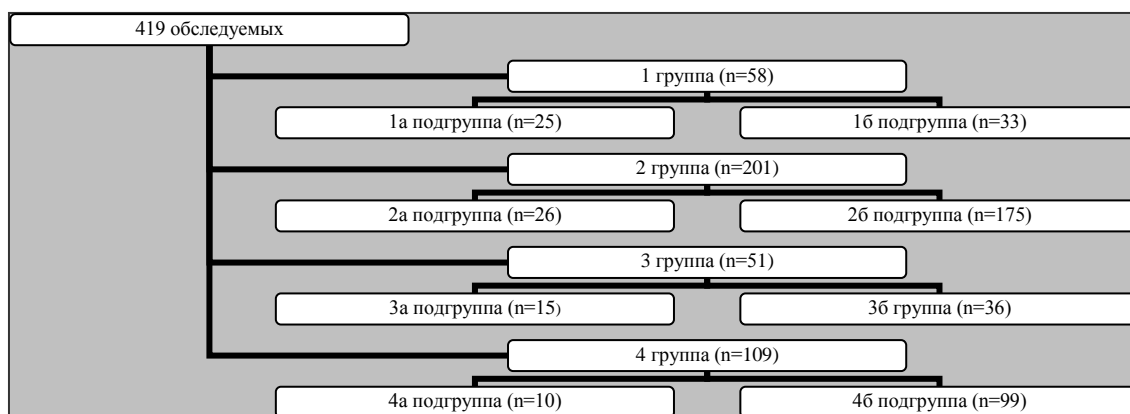 419 обследуемых
1 группа (n=58)
1а подгруппа (n=25)
1б подгруппа (n=33)
2 группа (n=201)
2а подгруппа (n=26)
2б подгруппа (n=175)
3 группа (n=51)
3а подгруппа (n=15)
3б группа (n=36)
4 группа (n=109)
4а подгруппа (n=10)
4б подгруппа (n=99)